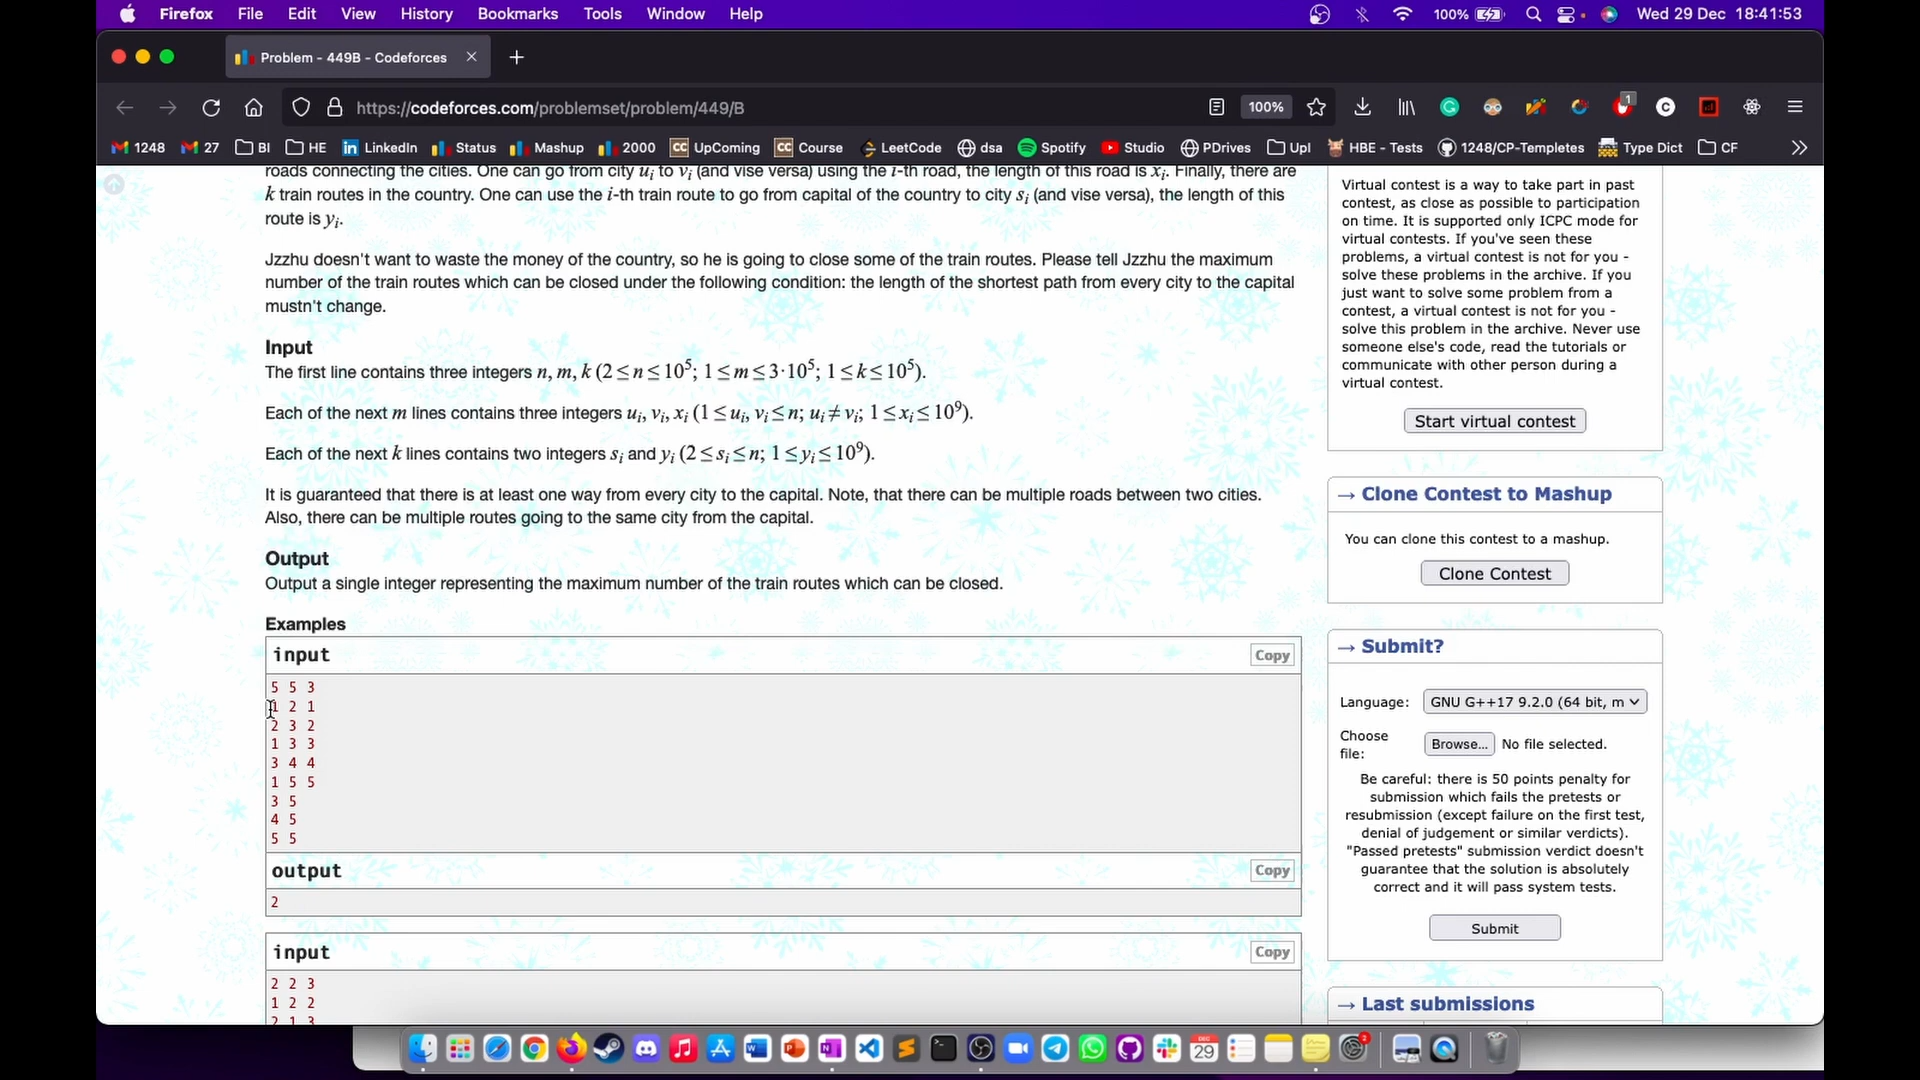 Firefox File Edit View History Bookmarks Tools Window Help 100% Wed 29 Dec 18:41:53
Problem - 449B - Codeforces
https://codeforces.com/problemset/problem/449/B 100% 1
1248 27 BI HE LinkedIn Status Mashup 2000 UpComing Course LeetCode dsa Spotify Studio PDrives Upl HBE - Tests 1248/CP-Templetes Type Dict CF
roads connecting the cities. One can go from city ui to vi (and vise versa) using the i-th road, the length of this road is xi. Finally, there are
k train routes in the country. One can use the i-th train route to go from capital of the country to city si (and vise versa), the length of this
route is yi.
Jzzhu doesn't want to waste the money of the country, so he is going to close some of the train routes. Please tell Jzzhu the maximum
number of the train routes which can be closed under the following condition: the length of the shortest path from every city to the capital
mustn't change.
Input
The first line contains three integers n, m, k (2 ≤ n ≤ 10^5; 1 ≤ m ≤ 3·10^5; 1 ≤ k ≤ 10^5).
Each of the next m lines contains three integers ui, vi, xi (1 ≤ ui, vi ≤ n; ui ≠ vi; 1 ≤ xi ≤ 10^9).
Each of the next k lines contains two integers si and yi (2 ≤ si ≤ n; 1 ≤ yi ≤ 10^9).
It is guaranteed that there is at least one way from every city to the capital. Note, that there can be multiple roads between two cities.
Also, there can be multiple routes going to the same city from the capital.
Output
Output a single integer representing the maximum number of the train routes which can be closed.
Examples
input Copy
5 5 3
1 2 1
2 3 2
1 3 3
3 4 4
1 5 5
3 5
4 5
5 5
output Copy
2
input Copy
2 2 3
1 2 2
2 1 3
Virtual contest is a way to take part in past
contest, as close as possible to participation
on time. It is supported only ICPC mode for
virtual contests. If you've seen these
problems, a virtual contest is not for you -
solve these problems in the archive. If you
just want to solve some problem from a
contest, a virtual contest is not for you -
solve this problem in the archive. Never use
someone else's code, read the tutorials or
communicate with other person during a
virtual contest.
Start virtual contest
→ Clone Contest to Mashup
You can clone this contest to a mashup.
Clone Contest
→ Submit?
Language: GNU G++17 9.2.0 (64 bit, m
Choose
file: Browse... No file selected.
Be careful: there is 50 points penalty for
submission which fails the pretests or
resubmission (except failure on the first test,
denial of judgement or similar verdicts).
"Passed pretests" submission verdict doesn't
guarantee that the solution is absolutely
correct and it will pass system tests.
Submit
→ Last submissions
DEC
29
2